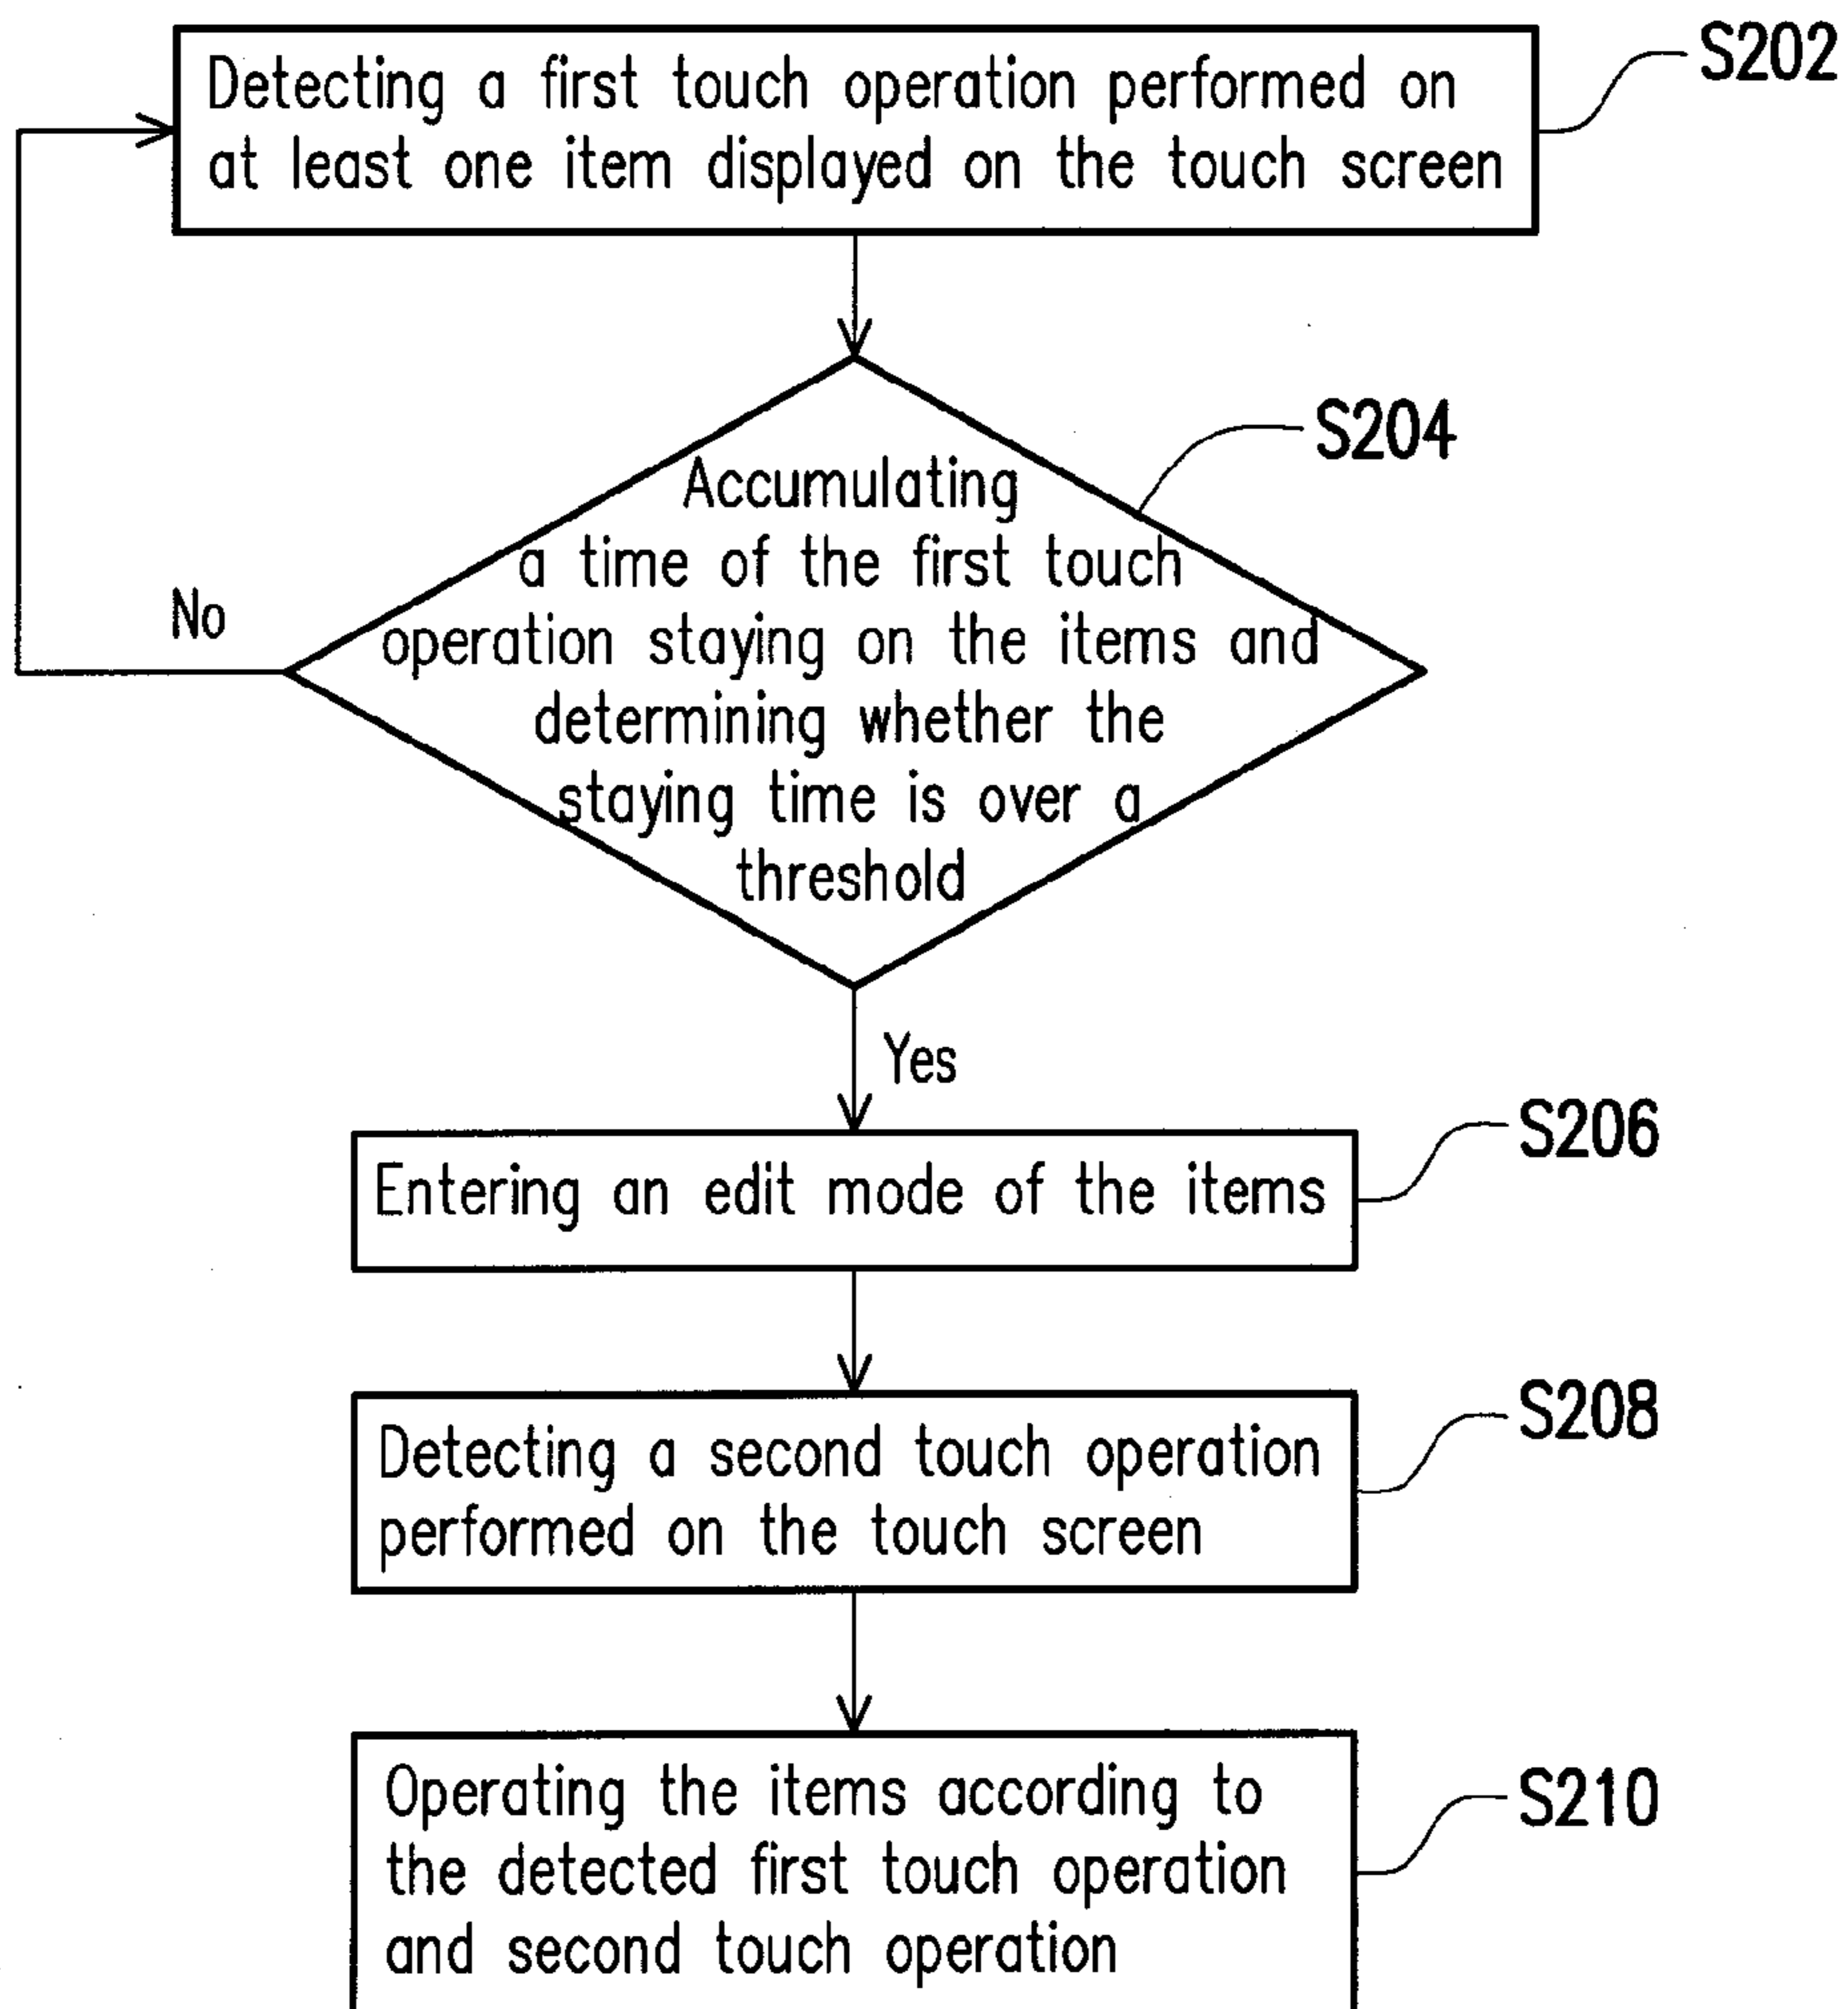 Detecting a first touch operation performed on
at least one item displayed on the touch screen
S202
S204
Accumulating
a time of the first touch
operation staying on the items and
determining whether the
staying time is over a
threshold
No
Yes
Entering an edit mode of the items
S206
Detecting a second touch operation
performed on the touch screen
S208
Operating the items according to
the detected first touch operation
and second touch operation
S210